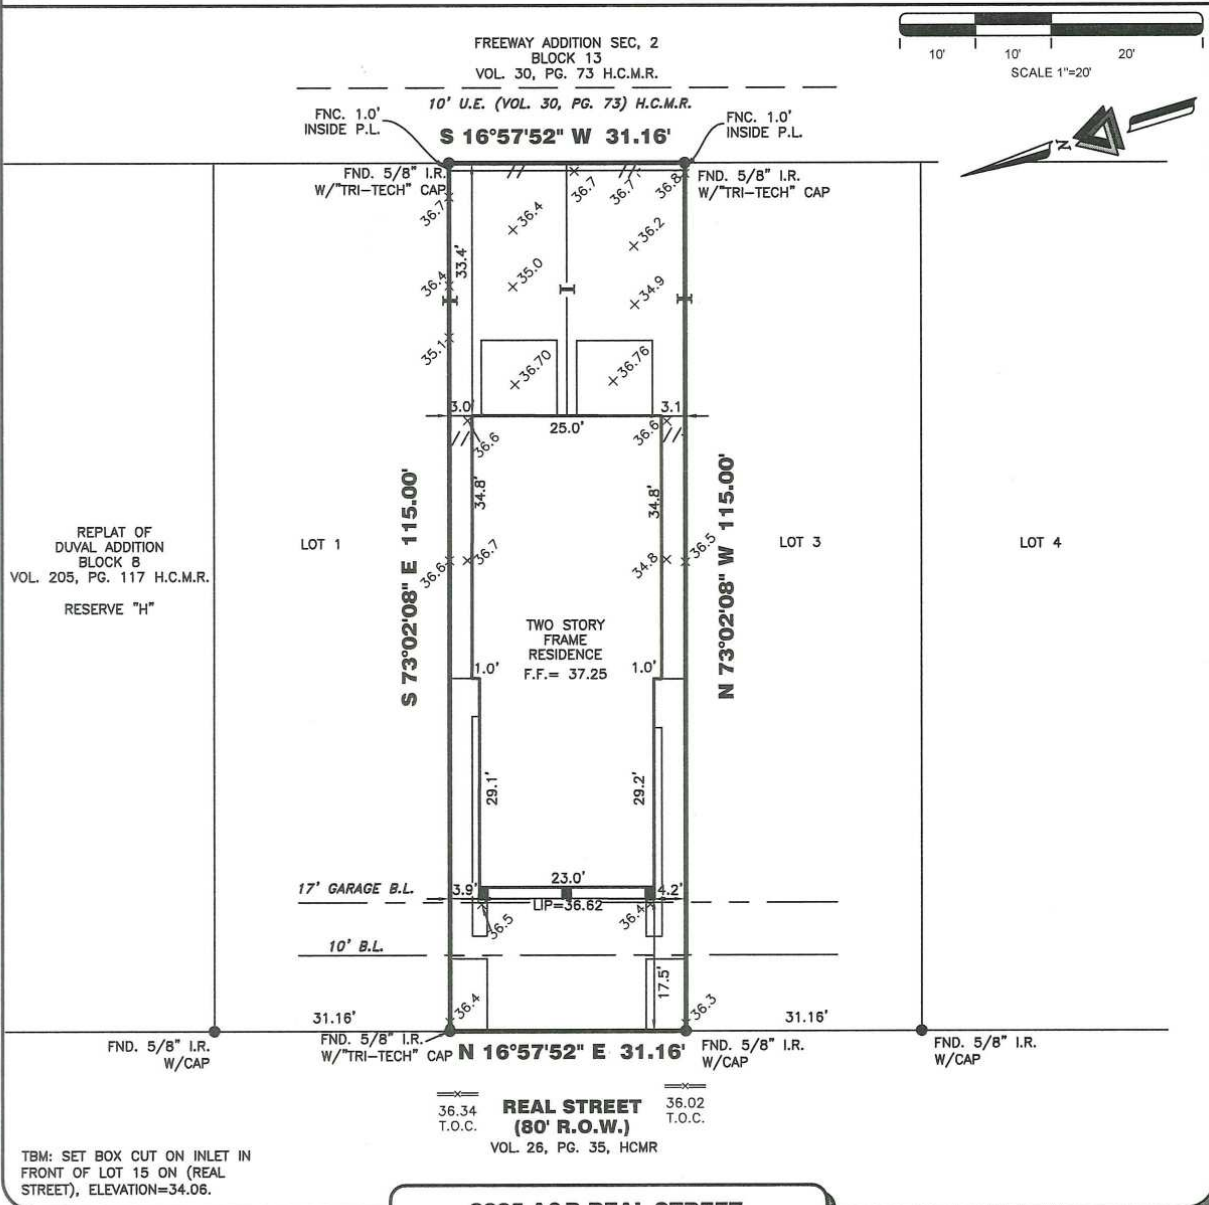 FREEWAY ADDITION SEC, 2
BLOCK 13
VOL. 30, PG. 73 H.C.M.R.
10'
10'
20'
SCALE 1"=20'
10' U.E. (VOL. 30, PG. 73) H.C.M.R.
FNC. 1.0'
INSIDE P.L.
FNC. 1.0'
INSIDE P.L.
S 16°57'52" W 31.16'
N
FND. 5/8" I.R.
W/"TRI-TECH" CAP
FND. 5/8" I.R.
W/"TRI-TECH" CAP
36.7
36.7
36.8
36.7
36.4
36.2
33.4'
36.4
35.0
34.9
35.1
36.70
36.76
3.0'
25.0'
3.1
36.6
36.6
34.8'
34.8'
S 73°02'08" E 115.00'
N 73°02'08" W 115.00'
REPLAT OF
DUVAL ADDITION
BLOCK 8
VOL. 205, PG. 117 H.C.M.R.
RESERVE "H"
LOT 1
LOT 3
LOT 4
36.6
36.7
34.8
36.5
TWO STORY
FRAME
RESIDENCE
F.F.= 37.25
1.0'
1.0'
29.1'
29.2'
17' GARAGE B.L.
3.9'
23.0'
4.2'
LIP=36.62
36.5
36.4
10' B.L.
17.5'
36.4
36.3
31.16'
31.16'
FND. 5/8" I.R.
W/CAP
FND. 5/8" I.R.
W/"TRI-TECH" CAP
N 16°57'52" E 31.16'
FND. 5/8" I.R.
W/CAP
FND. 5/8" I.R.
W/CAP
36.34
T.O.C.
REAL STREET
(80' R.O.W.)
VOL. 26, PG. 35, HCMR
36.02
T.O.C.
TBM: SET BOX CUT ON INLET IN
FRONT OF LOT 15 ON (REAL
STREET), ELEVATION=34.06.
REAL STREET